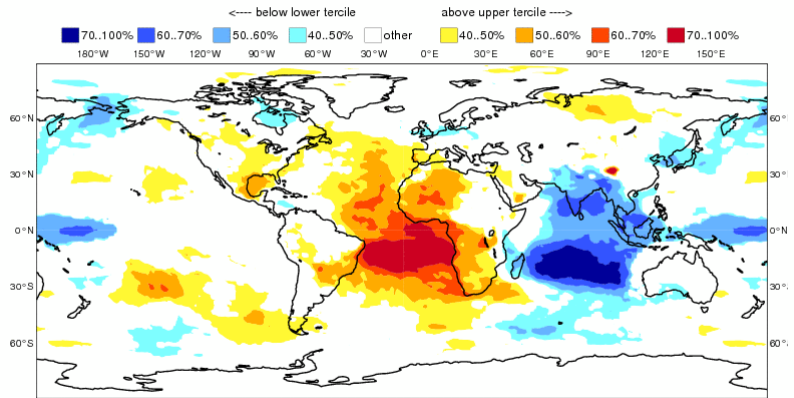 <---- below lower tercile above upper tercile ---->
70..100% 60..70% 50..60% 40..50% other 40..50% 50..60% 60..70% 70..100%
180°W 150°W 120°W 90°W 60°W 30°W 0°E 30°E 60°E 90°E 120°E 150°E
60°N 60°N
30°N 30°N
0°N 0°N
30°S 30°S
60°S 60°S